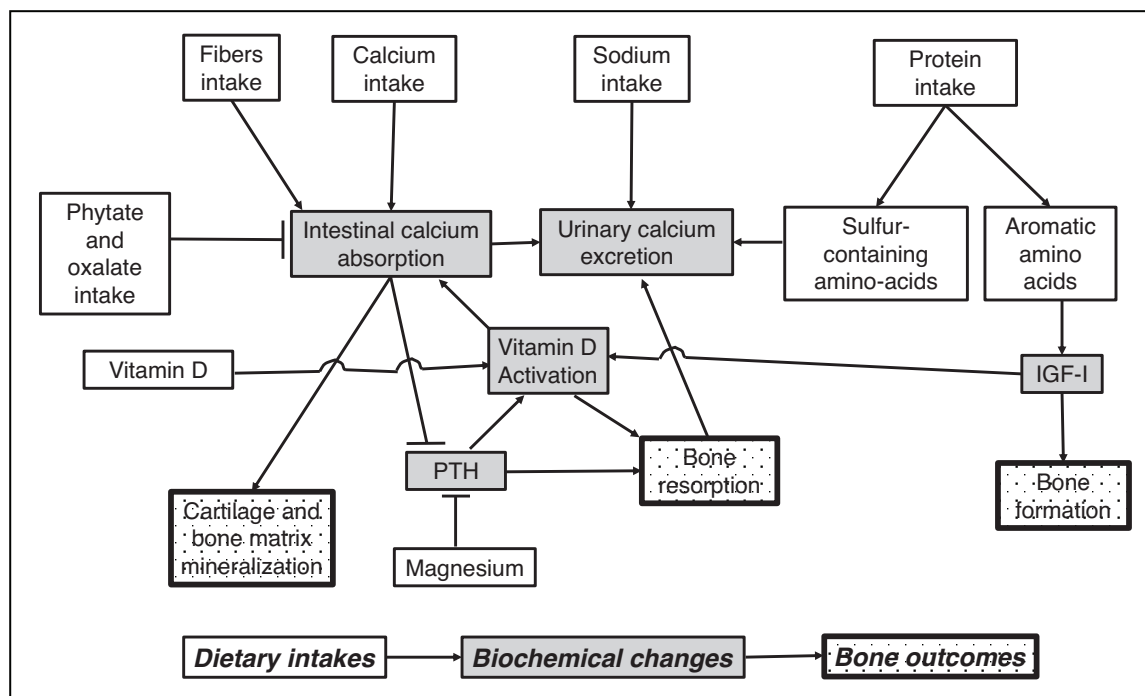 Fibers
intake
Calcium
intake
Sodium
intake
Protein
intake
Phytate
and
oxalate
intake
Intestinal calcium
absorption
Urinary calcium
excretion
Sulfur-
containing
amino-acids
Aromatic
amino
acids
Vitamin D
Vitamin D
Activation
IGF-I
PTH
Bone
resorption
Bone
formation
Cartilage and
bone matrix
mineralization
Magnesium
Dietary intakes
Biochemical changes
Bone outcomes